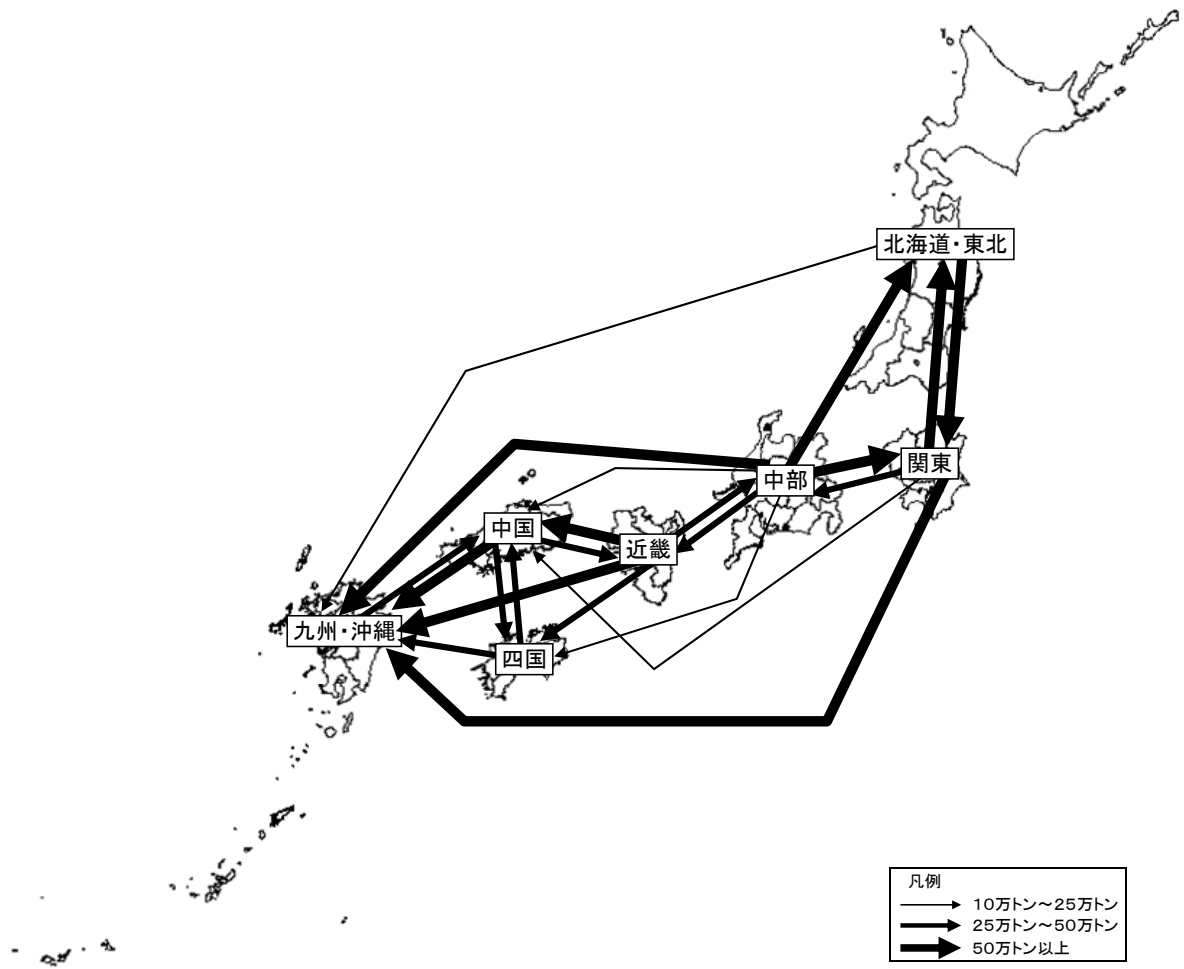 北海道・東北
関東
中部
中国
近畿
九州・沖縄
四国
凡例
10万トン～25万トン
25万トン～50万トン
50万トン以上